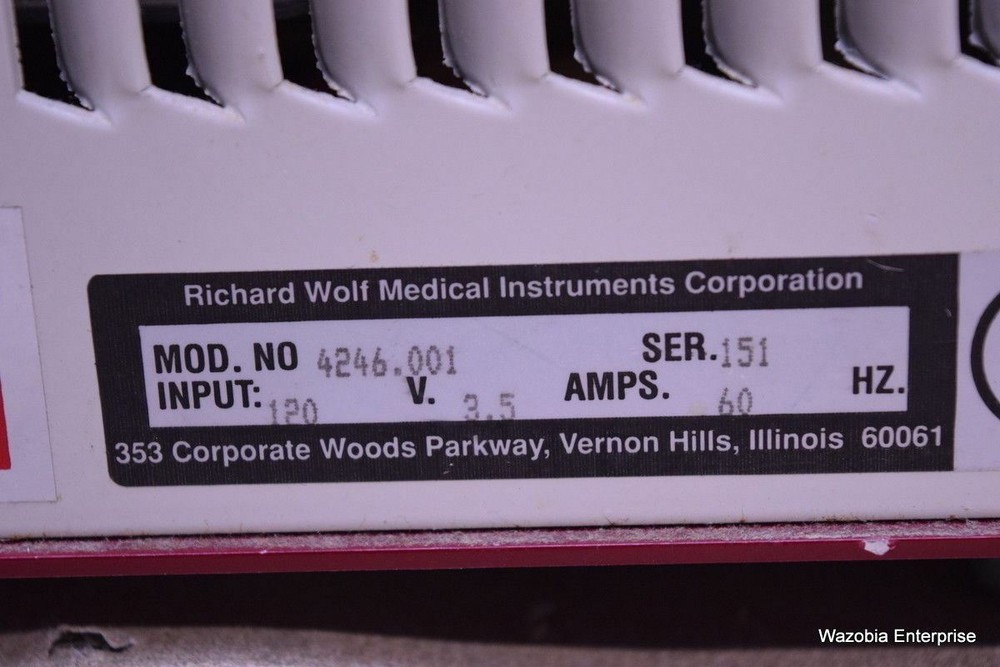 Richard Wolf Medical Instruments Corporation
MOD. NO 4246.001 SER. 151
INPUT: 120 V. 3.5 AMPS. 60 HZ.
353 Corporate Woods Parkway, Vernon Hills, Illinois 60061
Wazobia Enterprise